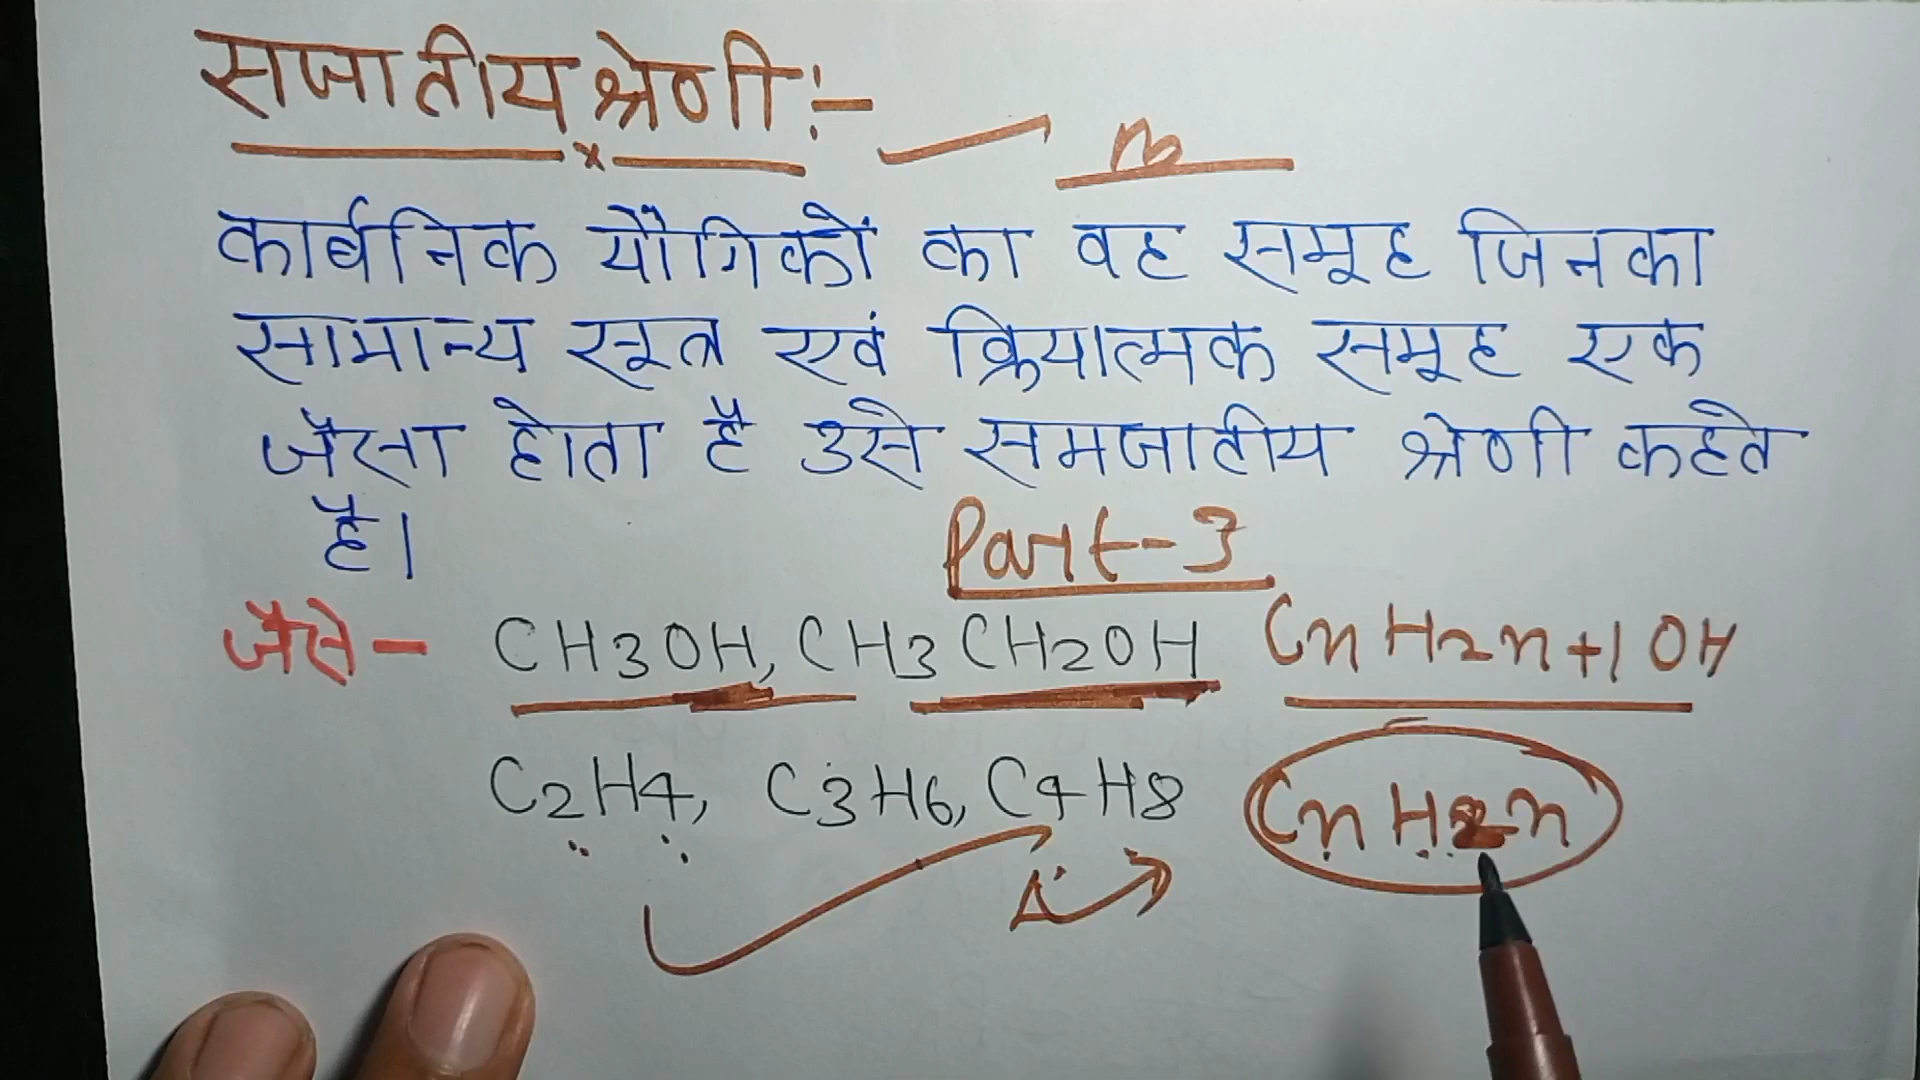 सजातीय श्रेणी :-
कार्बनिक यौगिकों का वह समूह जिनका
सामान्य सूत्र एवं क्रियात्मक समूह एक
जैसा होता है उसे समजातीय श्रेणी कहते
है।
Part-3
जैसे - CH3OH, CH3CH2OH CnH2n+1OH
C2H4, C3H6, C4H8 CnH2n